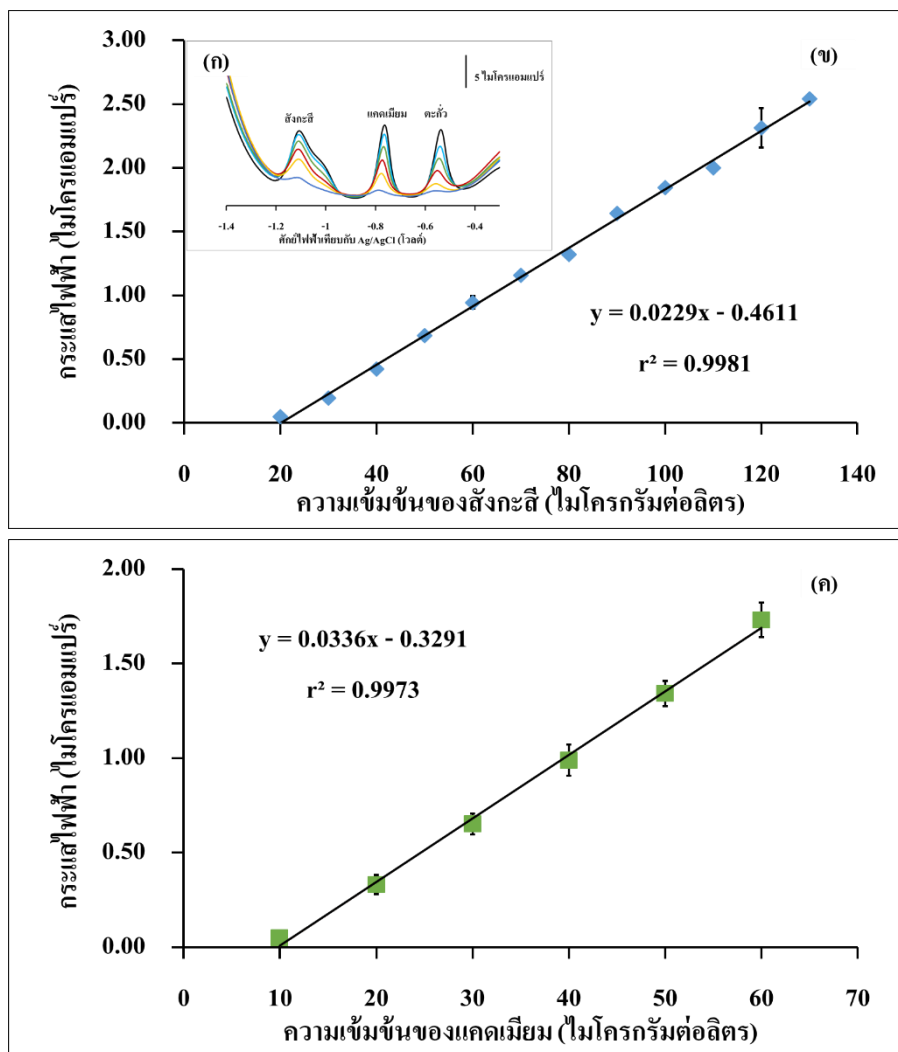 กระแสไฟฟ้า (ไมโครแอมแปร์)
3.00
2.50
2.00
1.50
1.00
0.50
0.00
(ก)
5 ไมโครแอมแปร์
สังกะสี
แคดเมียม
ตะกั่ว
-1.4 -1.2 -1 -0.8 -0.6 -0.4
ศักย์ไฟฟ้าเทียบกับ Ag/AgCl (โวลต์)
(ข)
y = 0.0229x - 0.4611
r² = 0.9981
0 20 40 60 80 100 120 140
ความเข้มข้นของสังกะสี (ไมโครกรัมต่อลิตร)
กระแสไฟฟ้า (ไมโครแอมแปร์)
2.00
1.50
1.00
0.50
0.00
(ค)
y = 0.0336x - 0.3291
r² = 0.9973
0 10 20 30 40 50 60 70
ความเข้มข้นของแคดเมียม (ไมโครกรัมต่อลิตร)